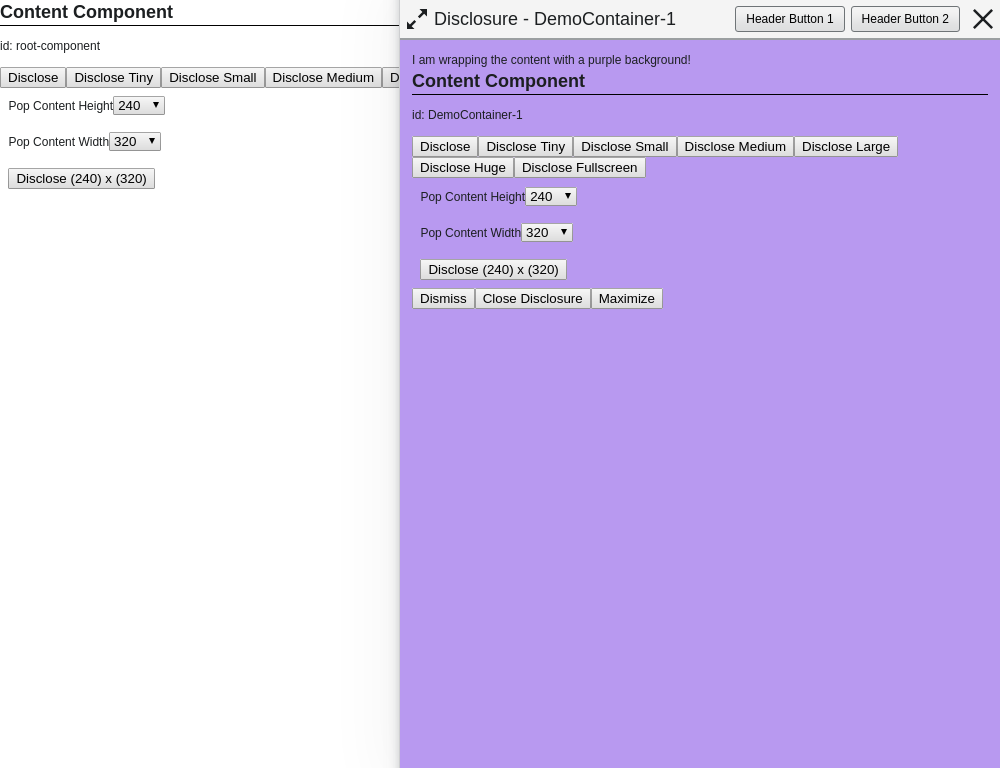 Content Component
id: root-component
Disclose Disclose Tiny Disclose Small Disclose Medium D
Pop Content Height 240
Pop Content Width 320
Disclose (240) x (320)
Disclosure - DemoContainer-1 Header Button 1 Header Button 2
I am wrapping the content with a purple background!
Content Component
id: DemoContainer-1
Disclose Disclose Tiny Disclose Small Disclose Medium Disclose Large
Disclose Huge Disclose Fullscreen
Pop Content Height 240
Pop Content Width 320
Disclose (240) x (320)
Dismiss Close Disclosure Maximize